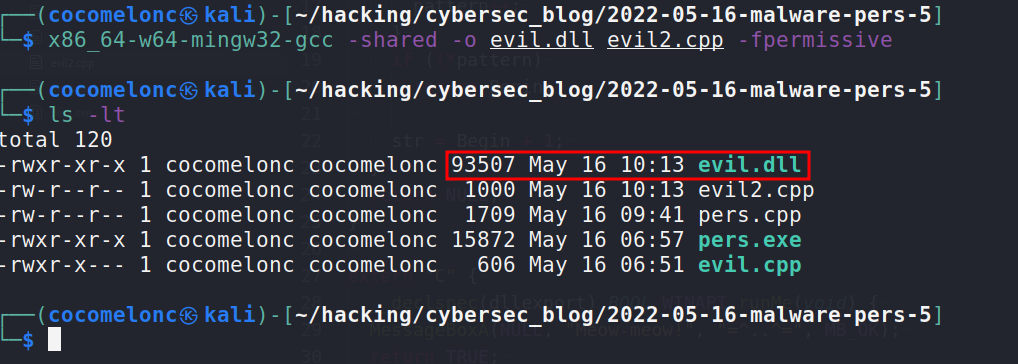 ┌──(cocomelonc㉿kali)-[~/hacking/cybersec_blog/2022-05-16-malware-pers-5]
└─$ x86_64-w64-mingw32-gcc -shared -o evil.dll evil2.cpp -fpermissive
┌──(cocomelonc㉿kali)-[~/hacking/cybersec_blog/2022-05-16-malware-pers-5]
└─$ ls -lt
total 120
-rwxr-xr-x 1 cocomelonc cocomelonc 93507 May 16 10:13 evil.dll
-rw-r--r-- 1 cocomelonc cocomelonc  1000 May 16 10:13 evil2.cpp
-rw-r--r-- 1 cocomelonc cocomelonc  1709 May 16 09:41 pers.cpp
-rwxr-xr-x 1 cocomelonc cocomelonc 15872 May 16 06:57 pers.exe
-rwxr-x--- 1 cocomelonc cocomelonc   606 May 16 06:51 evil.cpp
┌──(cocomelonc㉿kali)-[~/hacking/cybersec_blog/2022-05-16-malware-pers-5]
└─$